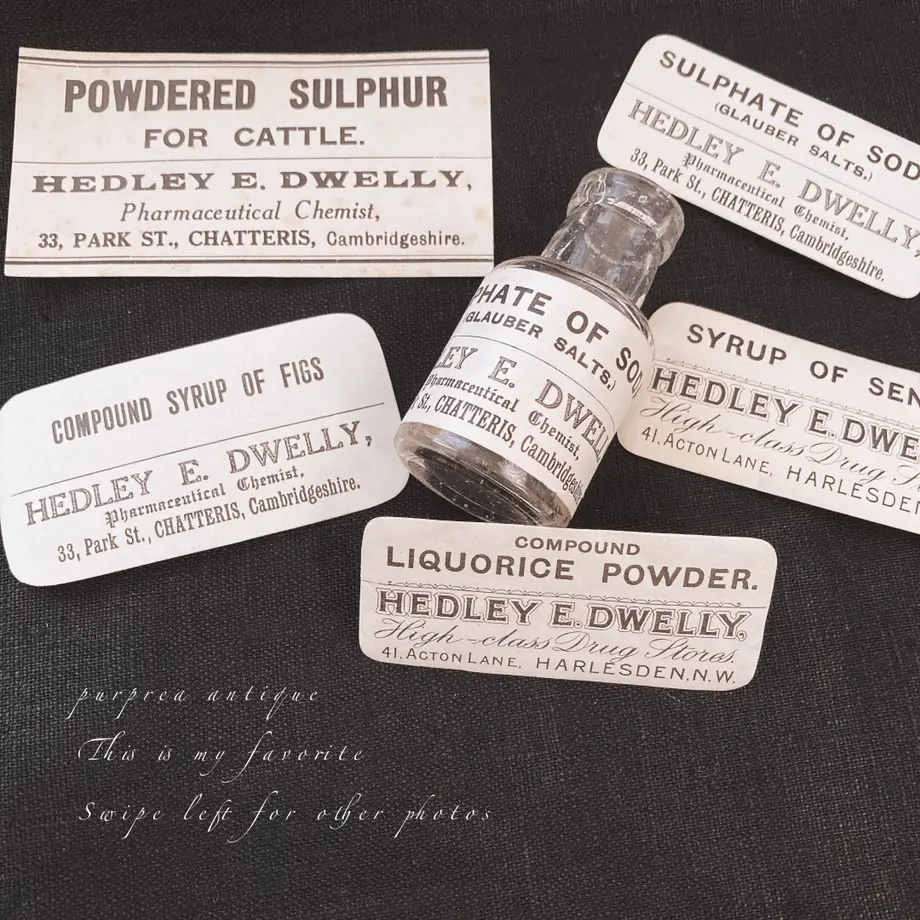 POWDERED SULPHUR
FOR CATTLE.
HEDLEY E. DWELLY,
Pharmaceutical Chemist,
33, PARK ST., CHATTERIS, Cambridgeshire.
SULPHATE OF SOD
(GLAUBER SALTS.)
HEDLEY E. DWELLY,
Pharmaceutical Chemist,
33, Park St., CHATTERIS, Cambridgeshire.
PHATE OF SOD
(GLAUBER SALTS.)
LEY E. DWELL
Pharmaceutical Chemist,
St., CHATTERIS, Cambridgeshire
SYRUP OF SEN
HEDLEY E. DWE
High-class Drug S
41, ACTON LANE, HARLESDEN
COMPOUND SYRUP OF FIGS
HEDLEY E. DWELLY,
Pharmaceutical Chemist,
33, Park St., CHATTERIS, Cambridgeshire.
COMPOUND
LIQUORICE POWDER.
HEDLEY E. DWELLY,
High-class Drug Stores.
41, ACTON LANE, HARLESDEN, N.W.
purprea antique
This is my favorite
Swipe left for other photos